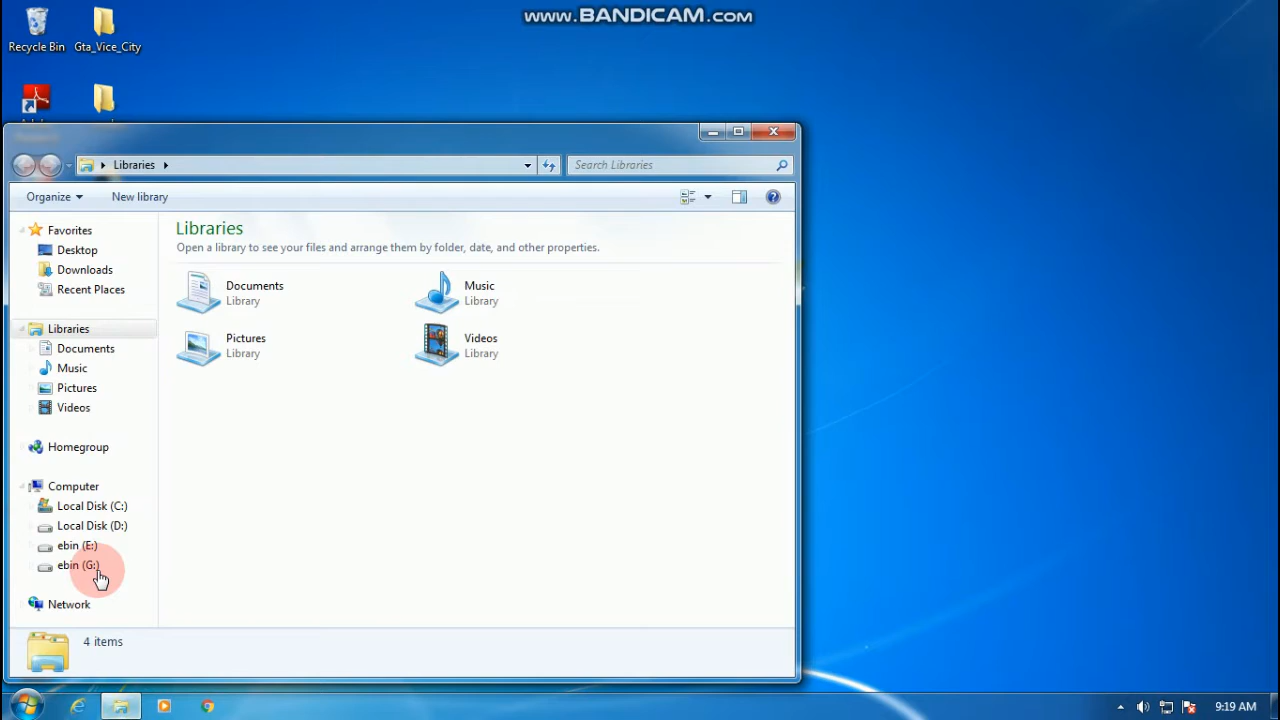 www.BANDICAM.com
Recycle Bin
Gta_Vice_City
Libraries
Search Libraries
Organize
New library
Favorites
Desktop
Downloads
Recent Places
Libraries
Documents
Music
Pictures
Videos
Homegroup
Computer
Local Disk (C:)
Local Disk (D:)
ebin (E:)
ebin (G:)
Network
Libraries
Open a library to see your files and arrange them by folder, date, and other properties.
Documents
Library
Music
Library
Pictures
Library
Videos
Library
4 items
9:19 AM